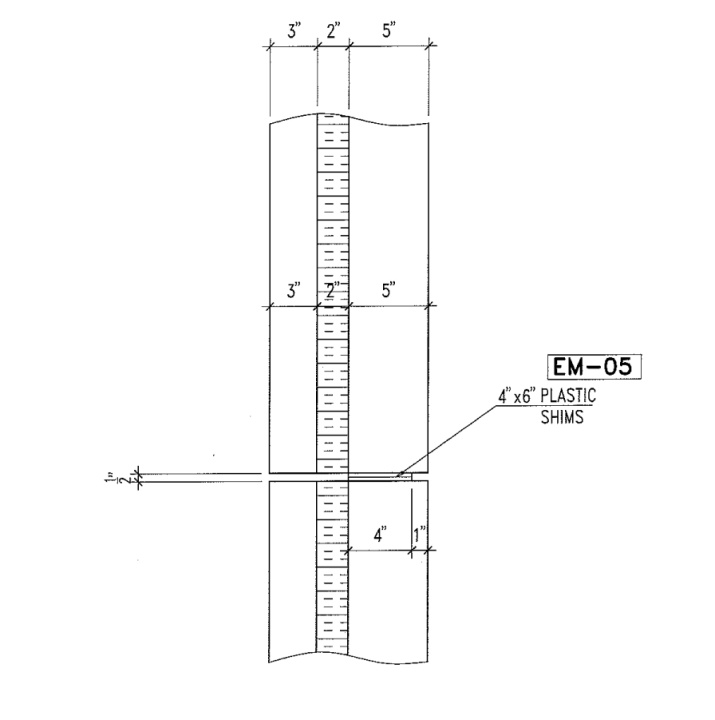 3" 2" 5"
3" 2" 5"
EM-05
4"x6" PLASTIC
SHIMS
1/2"
4" 1"